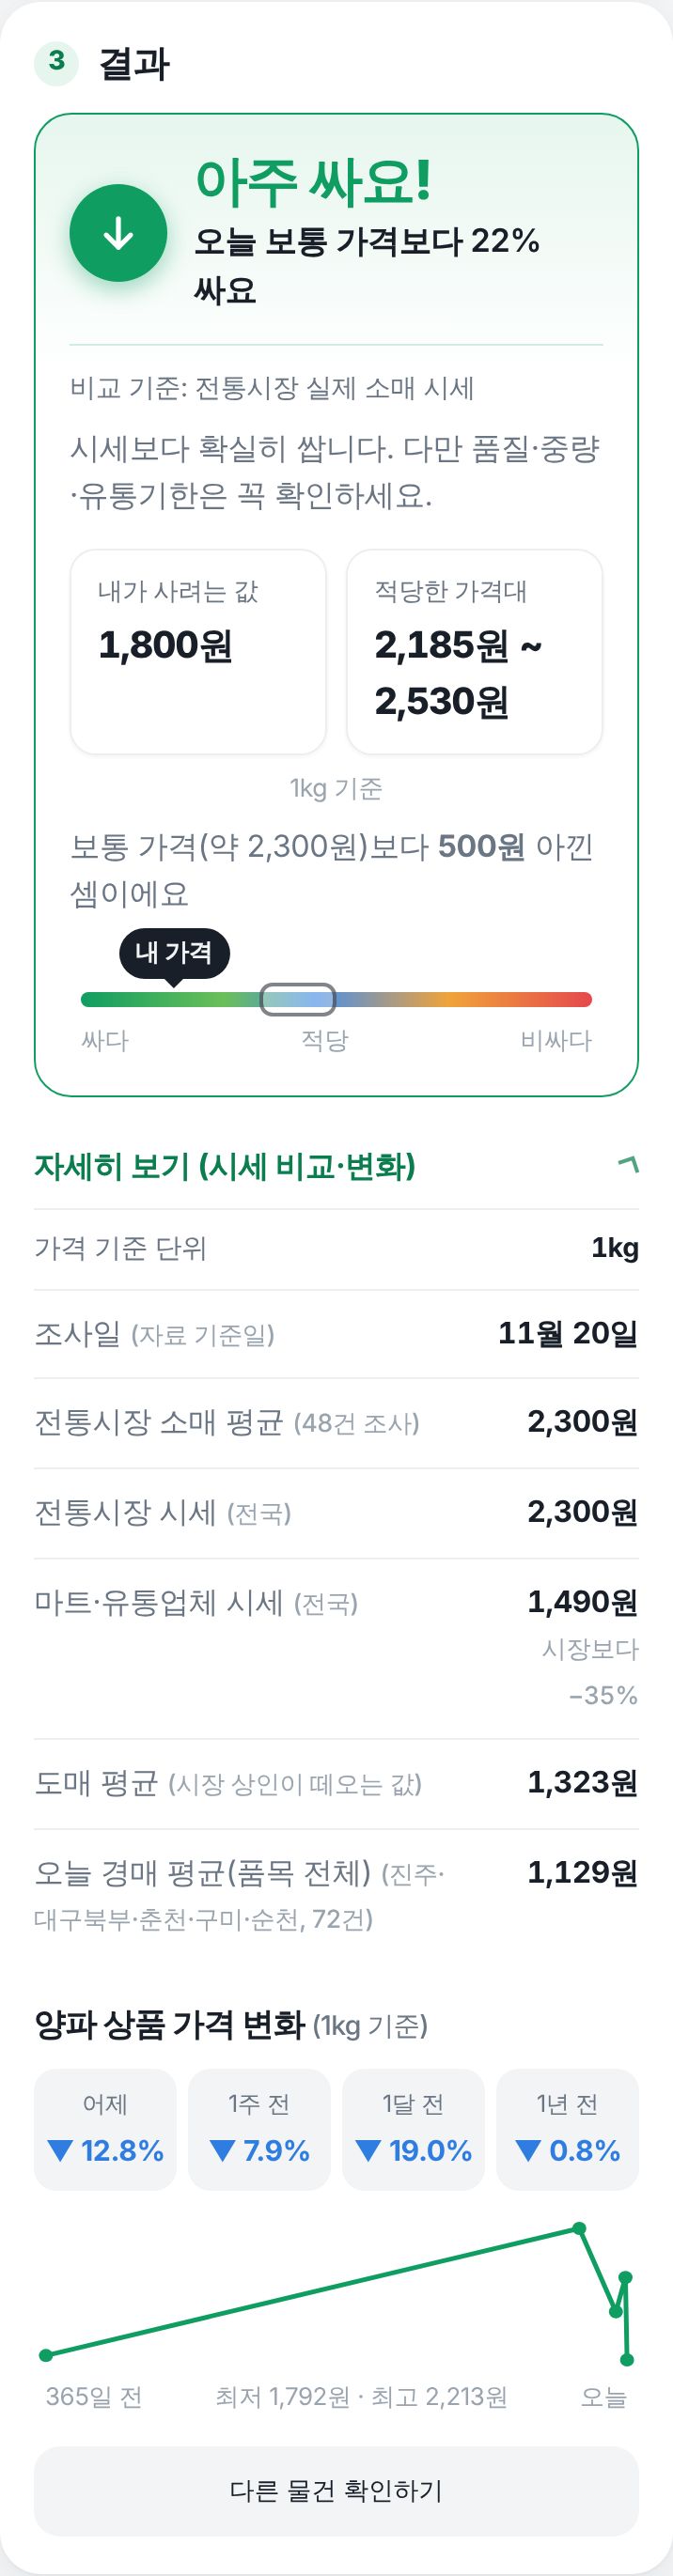 3 결과
아주 싸요!
오늘 보통 가격보다 22%
싸요
비교 기준: 전통시장 실제 소매 시세
시세보다 확실히 쌉니다. 다만 품질·중량
·유통기한은 꼭 확인하세요.
내가 사려는 값
1,800원
적당한 가격대
2,185원 ~
2,530원
1kg 기준
보통 가격(약 2,300원)보다 500원 아낀
셈이에요
내 가격
싸다 적당 비싸다
자세히 보기 (시세 비교·변화)
가격 기준 단위 1kg
조사일 (자료 기준일) 11월 20일
전통시장 소매 평균 (48건 조사) 2,300원
전통시장 시세 (전국) 2,300원
마트·유통업체 시세 (전국) 1,490원
시장보다
−35%
도매 평균 (시장 상인이 떼오는 값) 1,323원
오늘 경매 평균(품목 전체) (진주· 1,129원
대구북부·춘천·구미·순천, 72건)
양파 상품 가격 변화 (1kg 기준)
어제 1주 전 1달 전 1년 전
▼ 12.8% ▼ 7.9% ▼ 19.0% ▼ 0.8%
365일 전 최저 1,792원 · 최고 2,213원 오늘
다른 물건 확인하기